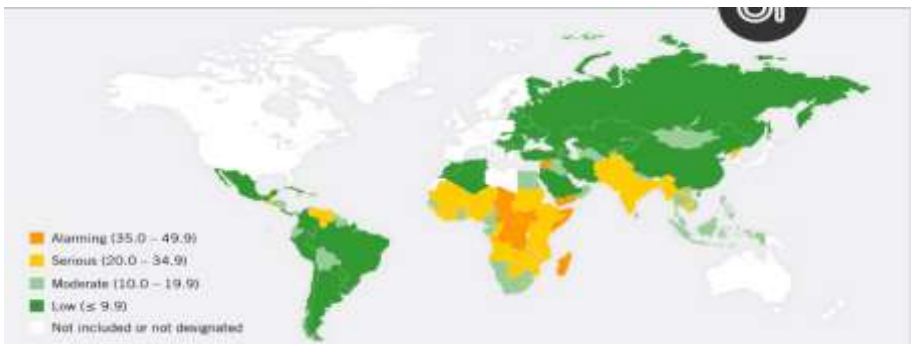 Alarming (35.0 – 49.9)
Serious (20.0 – 34.9)
Moderate (10.0 – 19.9)
Low (≤ 9.9)
Not included or not designated